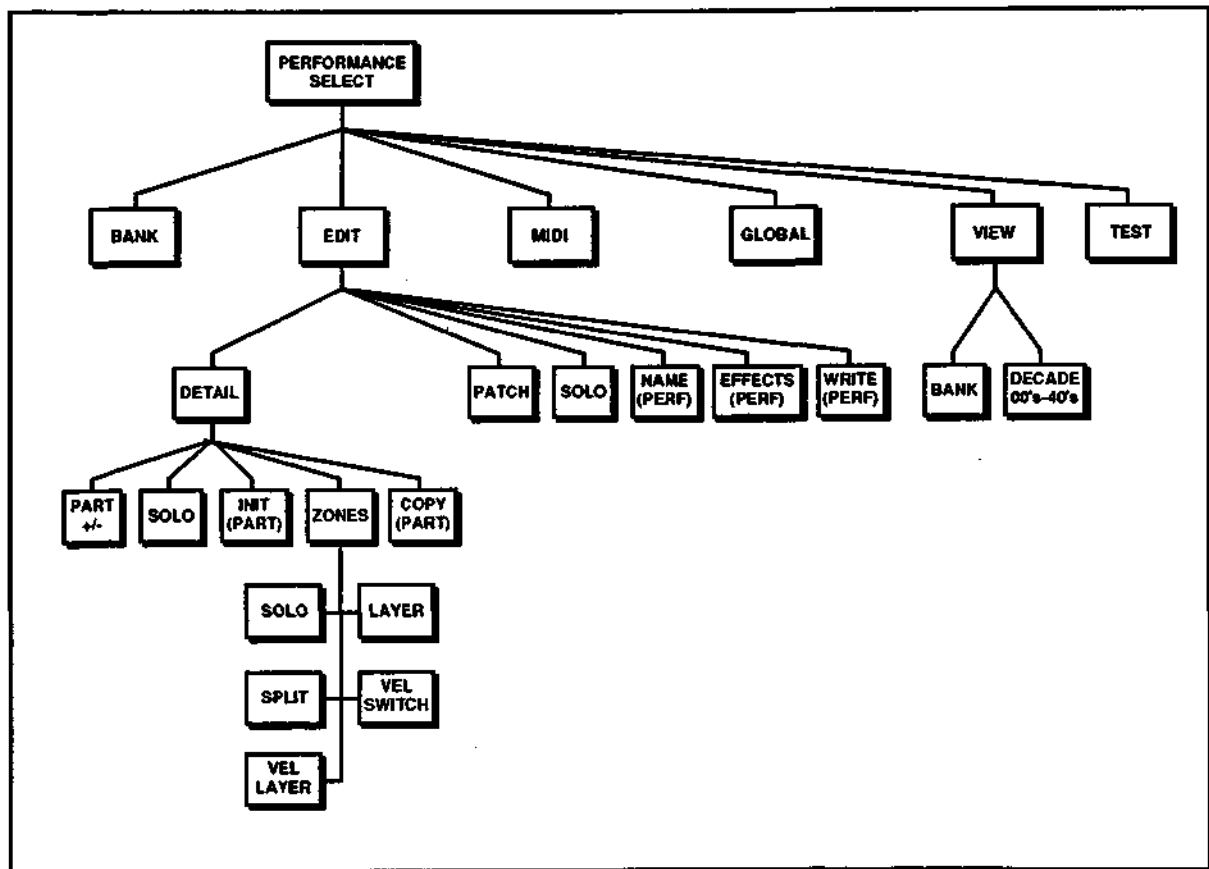 PERFORMANCE
SELECT
BANK
EDIT
MIDI
GLOBAL
VIEW
TEST
DETAIL
PATCH
SOLO
NAME
(PERF)
EFFECTS
(PERF)
WRITE
(PERF)
BANK
DECADE
00's-40's
PART
+/-
SOLO
INIT
(PART)
ZONES
COPY
(PART)
SOLO
LAYER
SPLIT
VEL
SWITCH
VEL
LAYER